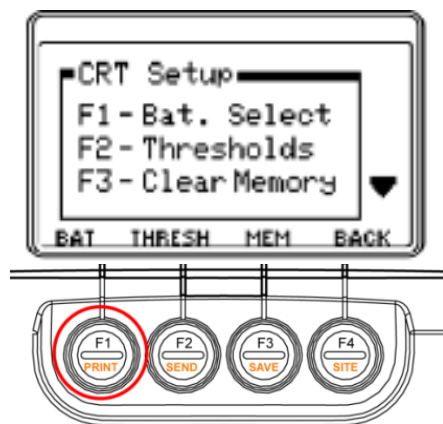 CRT Setup
F1-Bat. Select
F2-Thresholds
F3-Clear Memory
BAT THRESH MEM BACK
F1 F2 F3 F4
PRINT SEND SAVE SITE